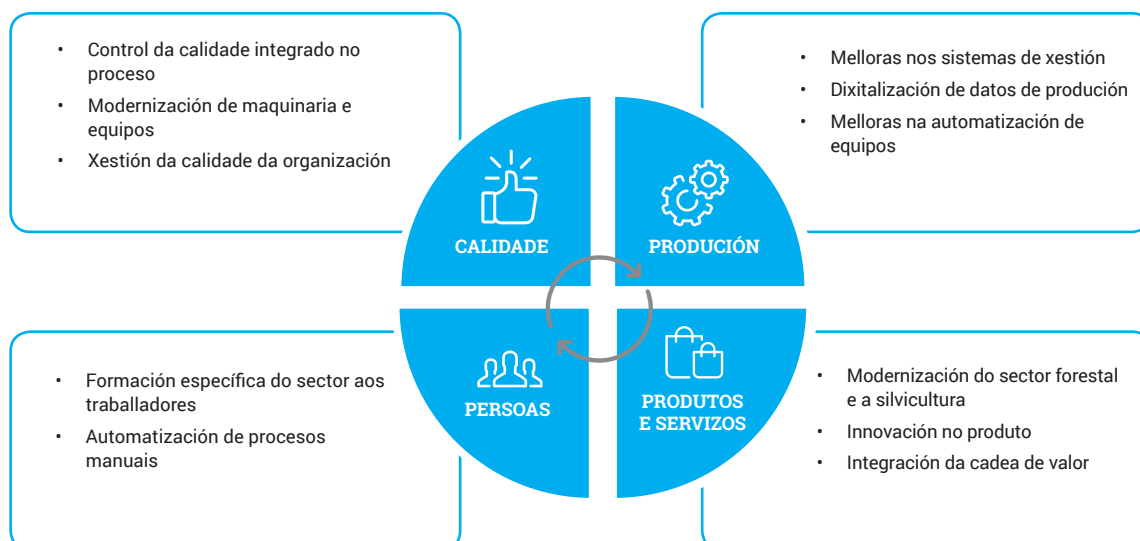 • Control da calidade integrado no
proceso
• Modernización de maquinaria e
equipos
• Xestión da calidade da organización
• Melloras nos sistemas de xestión
• Dixitalización de datos de produción
• Melloras na automatización de
equipos
CALIDADE
PRODUCIÓN
• Formación específica do sector aos
traballadores
• Automatización de procesos
manuais
PERSOAS
PRODUTOS
E SERVIZOS
• Modernización do sector forestal
e a silvicultura
• Innovación no produto
• Integración da cadea de valor